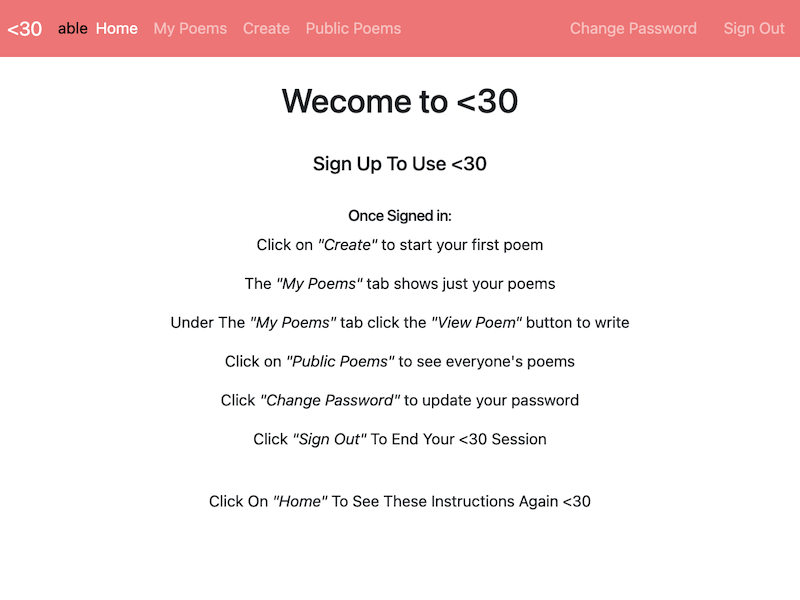 <30 able Home My Poems Create Public Poems Change Password Sign Out
Wecome to <30
Sign Up To Use <30
Once Signed in:
Click on "Create" to start your first poem
The "My Poems" tab shows just your poems
Under The "My Poems" tab click the "View Poem" button to write
Click on "Public Poems" to see everyone's poems
Click "Change Password" to update your password
Click "Sign Out" To End Your <30 Session
Click On "Home" To See These Instructions Again <30